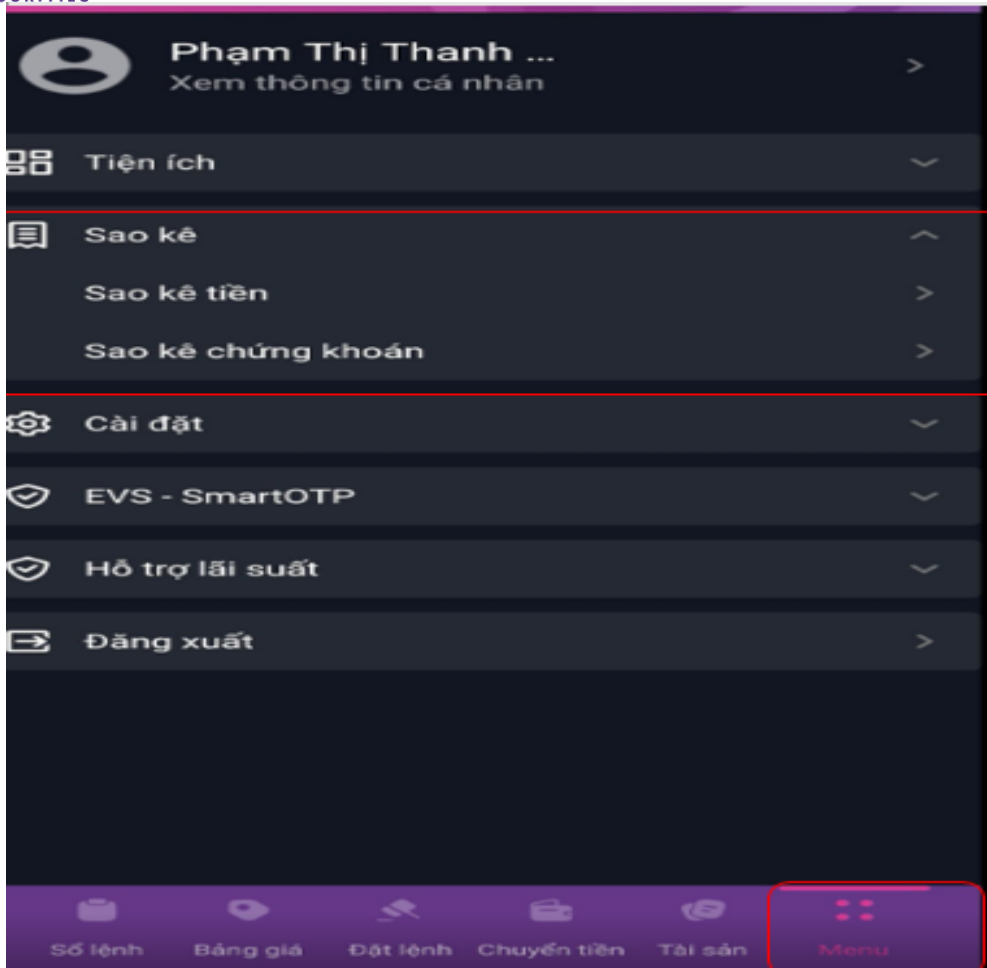 Phạm Thị Thanh ...
Xem thông tin cá nhân
Tiện ích
Sao kê
Sao kê tiền
Sao kê chứng khoán
Cài đặt
EVS - SmartOTP
Hỗ trợ lãi suất
Đăng xuất
Sổ lệnh Bảng giá Đặt lệnh Chuyển tiền Tài sản Menu